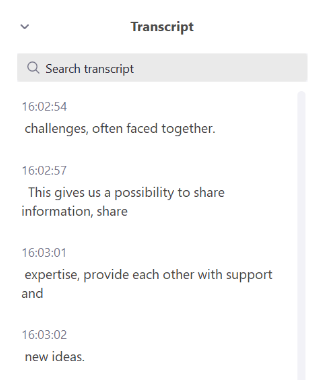 Transcript
Search transcript
16:02:54
challenges, often faced together.
16:02:57
This gives us a possibility to share
information, share
16:03:01
expertise, provide each other with support
and
16:03:02
new ideas.